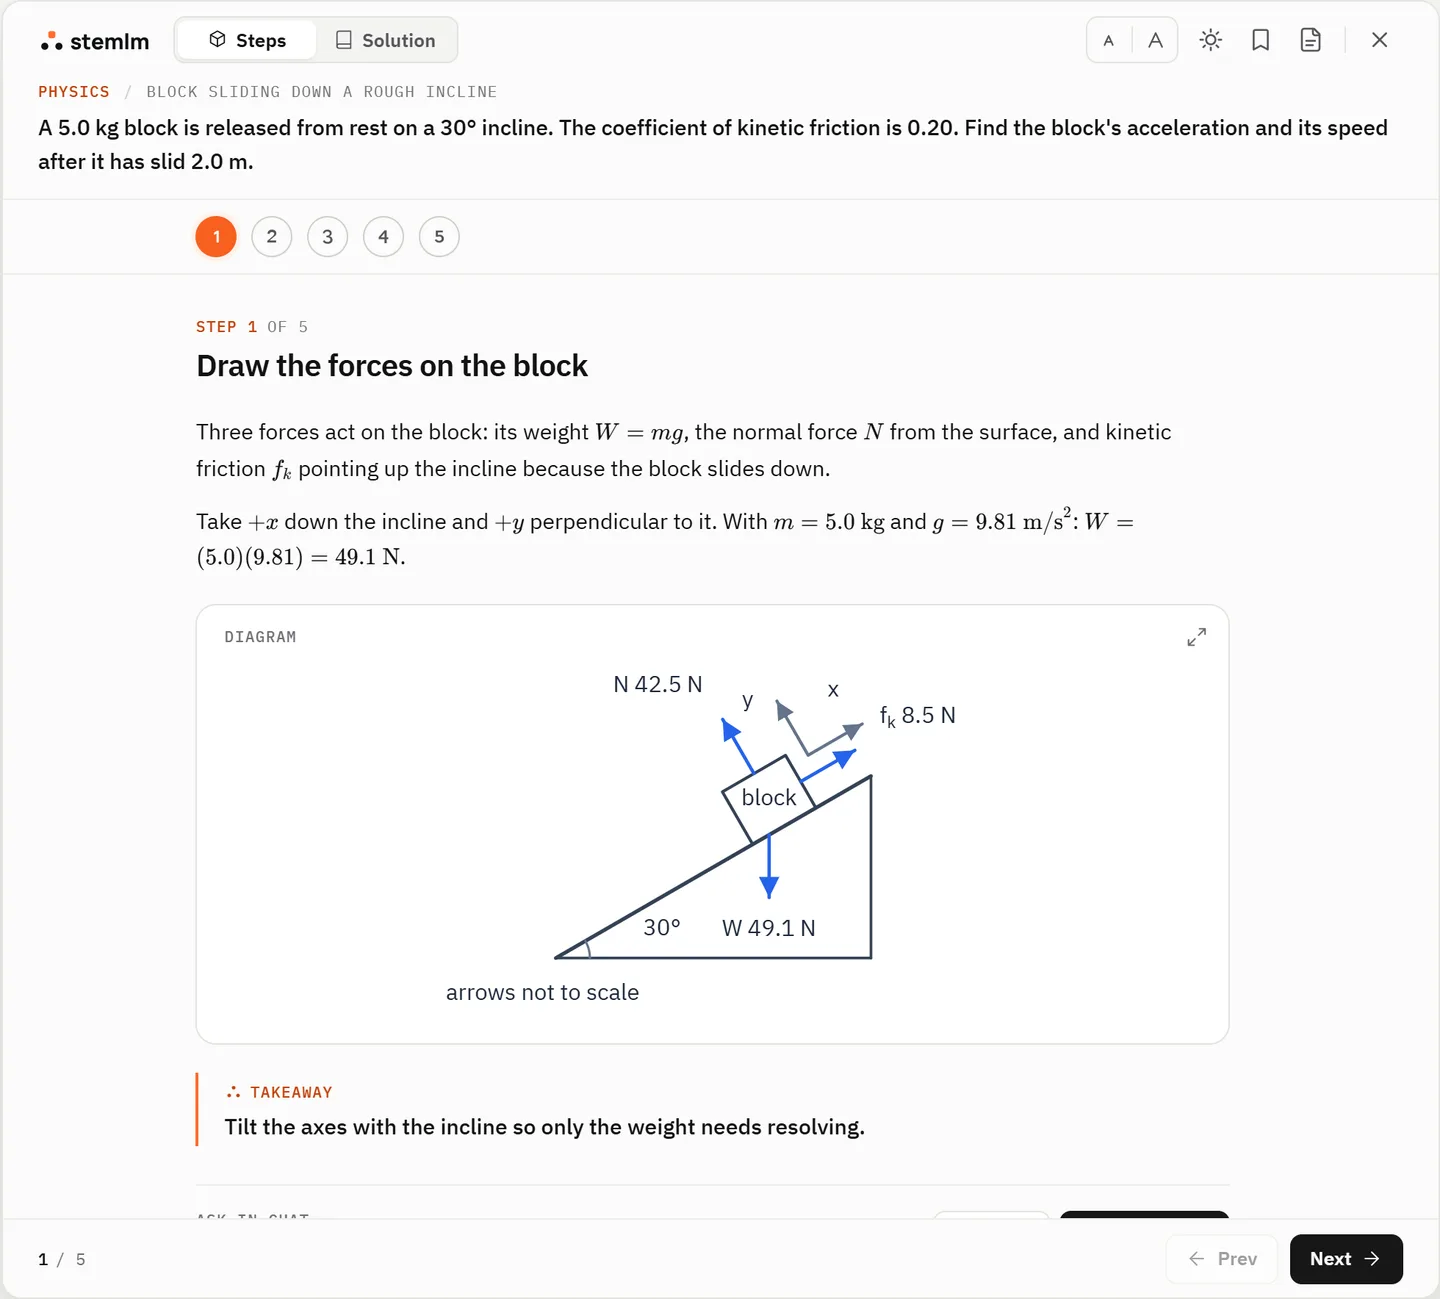 stemlm
Steps
Solution
A
A
PHYSICS / BLOCK SLIDING DOWN A ROUGH INCLINE
A 5.0 kg block is released from rest on a 30° incline. The coefficient of kinetic friction is 0.20. Find the block's acceleration and its speed
after it has slid 2.0 m.
1 2 3 4 5
STEP 1 OF 5
Draw the forces on the block
Three forces act on the block: its weight W = mg, the normal force N from the surface, and kinetic
friction fₖ pointing up the incline because the block slides down.
Take +x down the incline and +y perpendicular to it. With m = 5.0 kg and g = 9.81 m/s²: W =
(5.0)(9.81) = 49.1 N.
DIAGRAM
N 42.5 N
y
x
fₖ 8.5 N
block
30°
W 49.1 N
arrows not to scale
TAKEAWAY
Tilt the axes with the incline so only the weight needs resolving.
1 / 5
Prev
Next